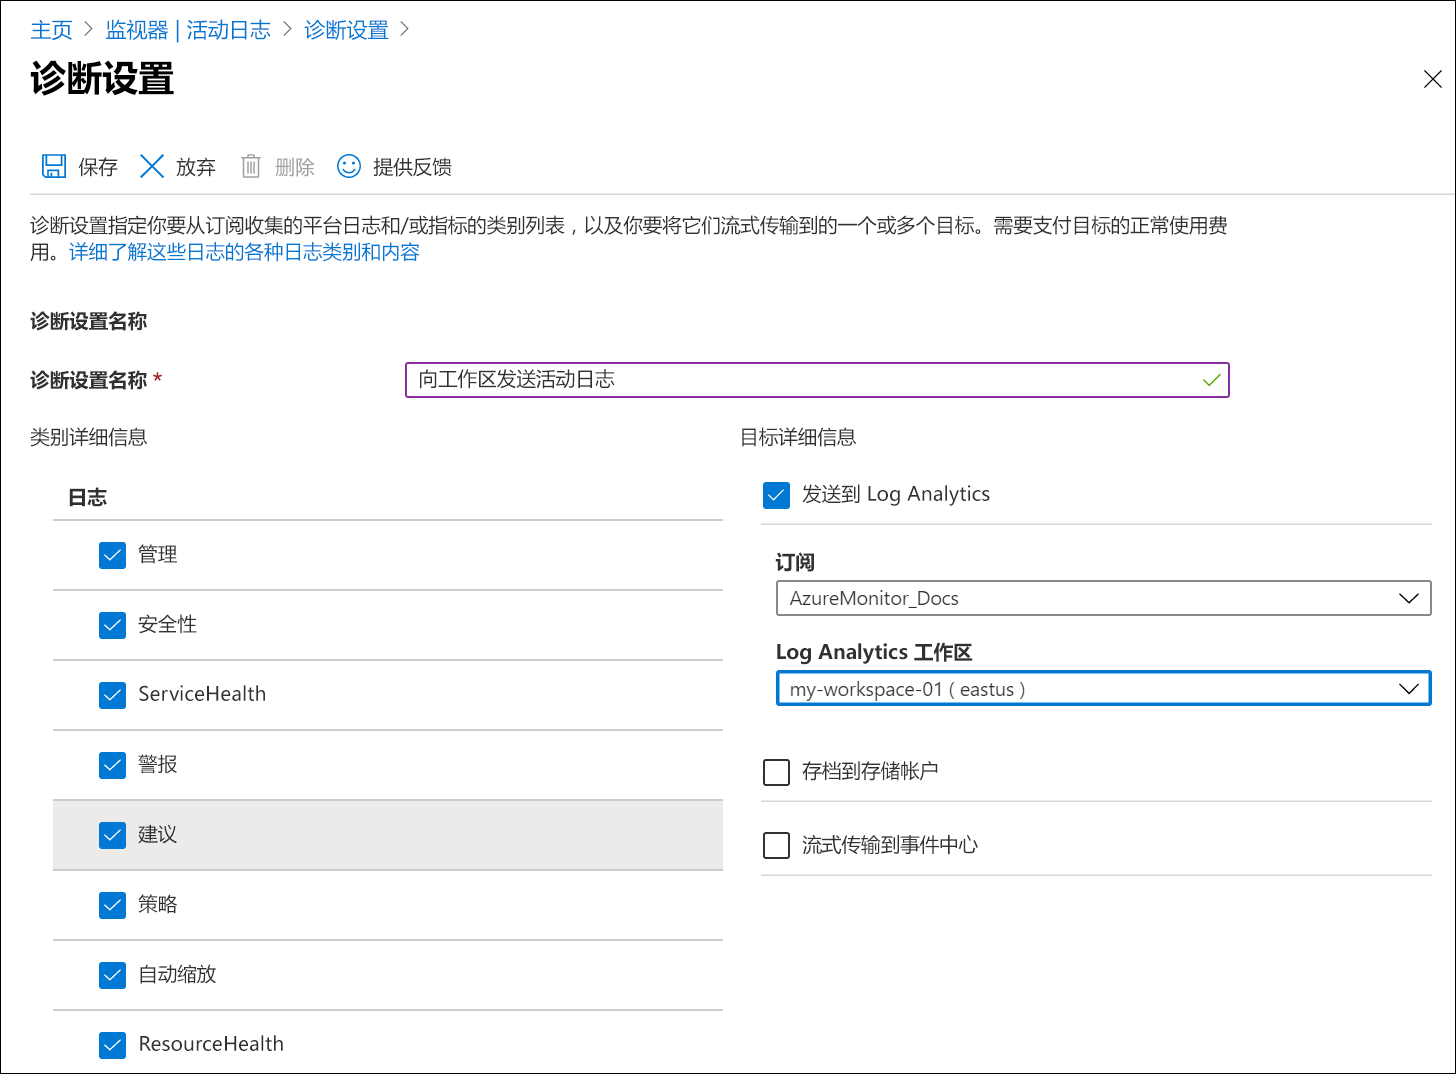 主页 > 监视器 | 活动日志 > 诊断设置 >
诊断设置
保存 放弃 删除 提供反馈
诊断设置指定你要从订阅收集的平台日志和/或指标的类别列表，以及你要将它们流式传输到的一个或多个目标。需要支付目标的正常使用费
用。详细了解这些日志的各种日志类别和内容
诊断设置名称
诊断设置名称 *
向工作区发送活动日志
类别详细信息
日志
管理
安全性
ServiceHealth
警报
建议
策略
自动缩放
ResourceHealth
目标详细信息
发送到 Log Analytics
订阅
AzureMonitor_Docs
Log Analytics 工作区
my-workspace-01 ( eastus )
存档到存储帐户
流式传输到事件中心